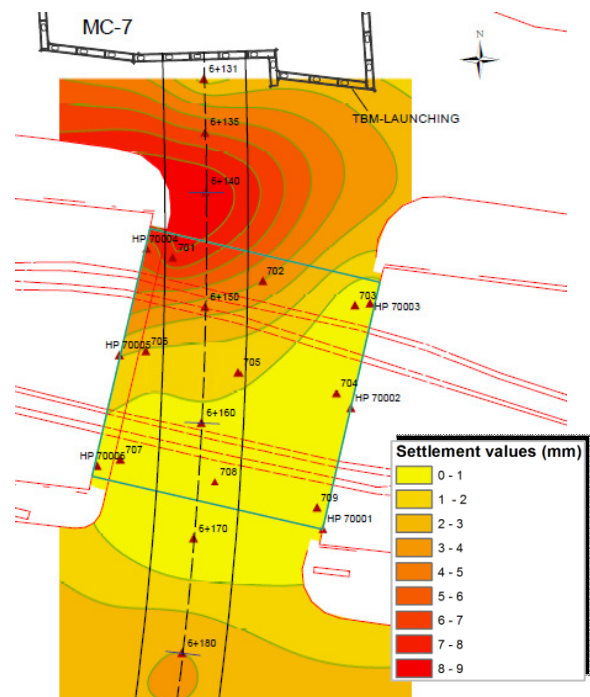 MC-7
N
6+131
TBM-LAUNCHING
6+135
6+140
HP 70004
701
702
703
HP 70003
6+150
HP 70005
706
705
704
HP 70002
6+160
707
HP 70006
708
709
HP 70001
6+170
6+180
Settlement values (mm)
0 - 1
1 - 2
2 - 3
3 - 4
4 - 5
5 - 6
6 - 7
7 - 8
8 - 9